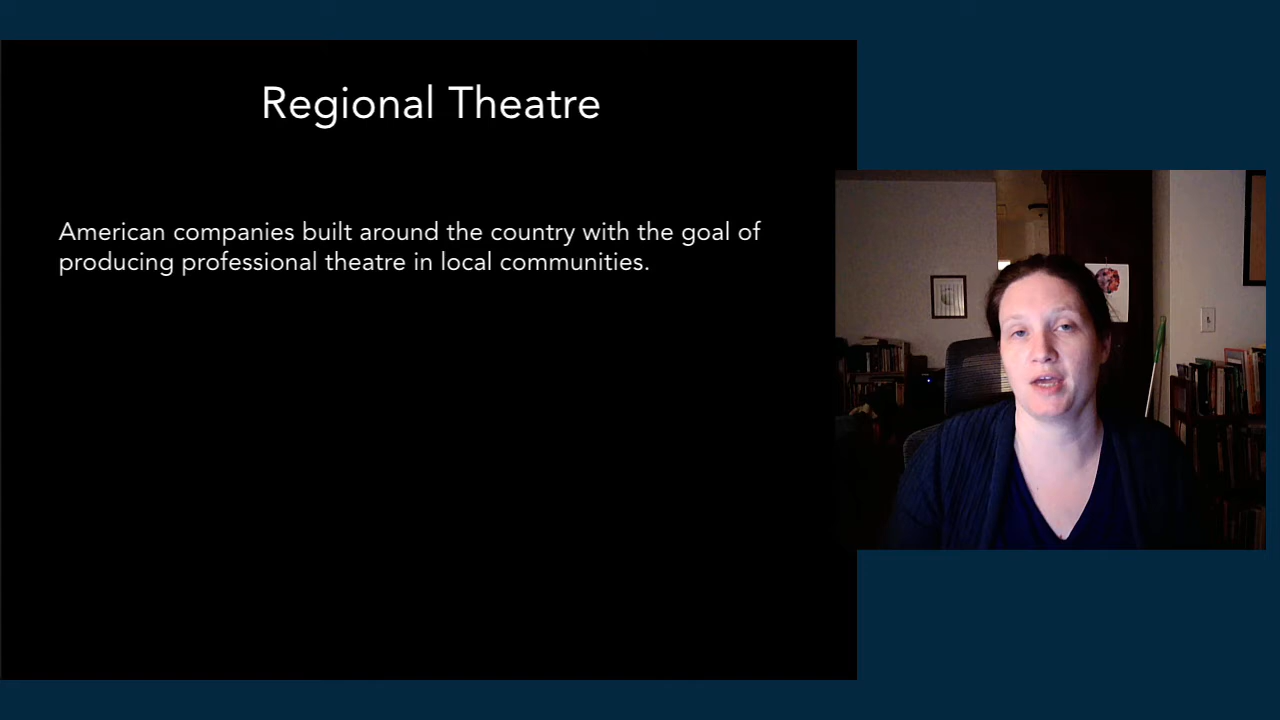 Regional Theatre
American companies built around the country with the goal of
producing professional theatre in local communities.